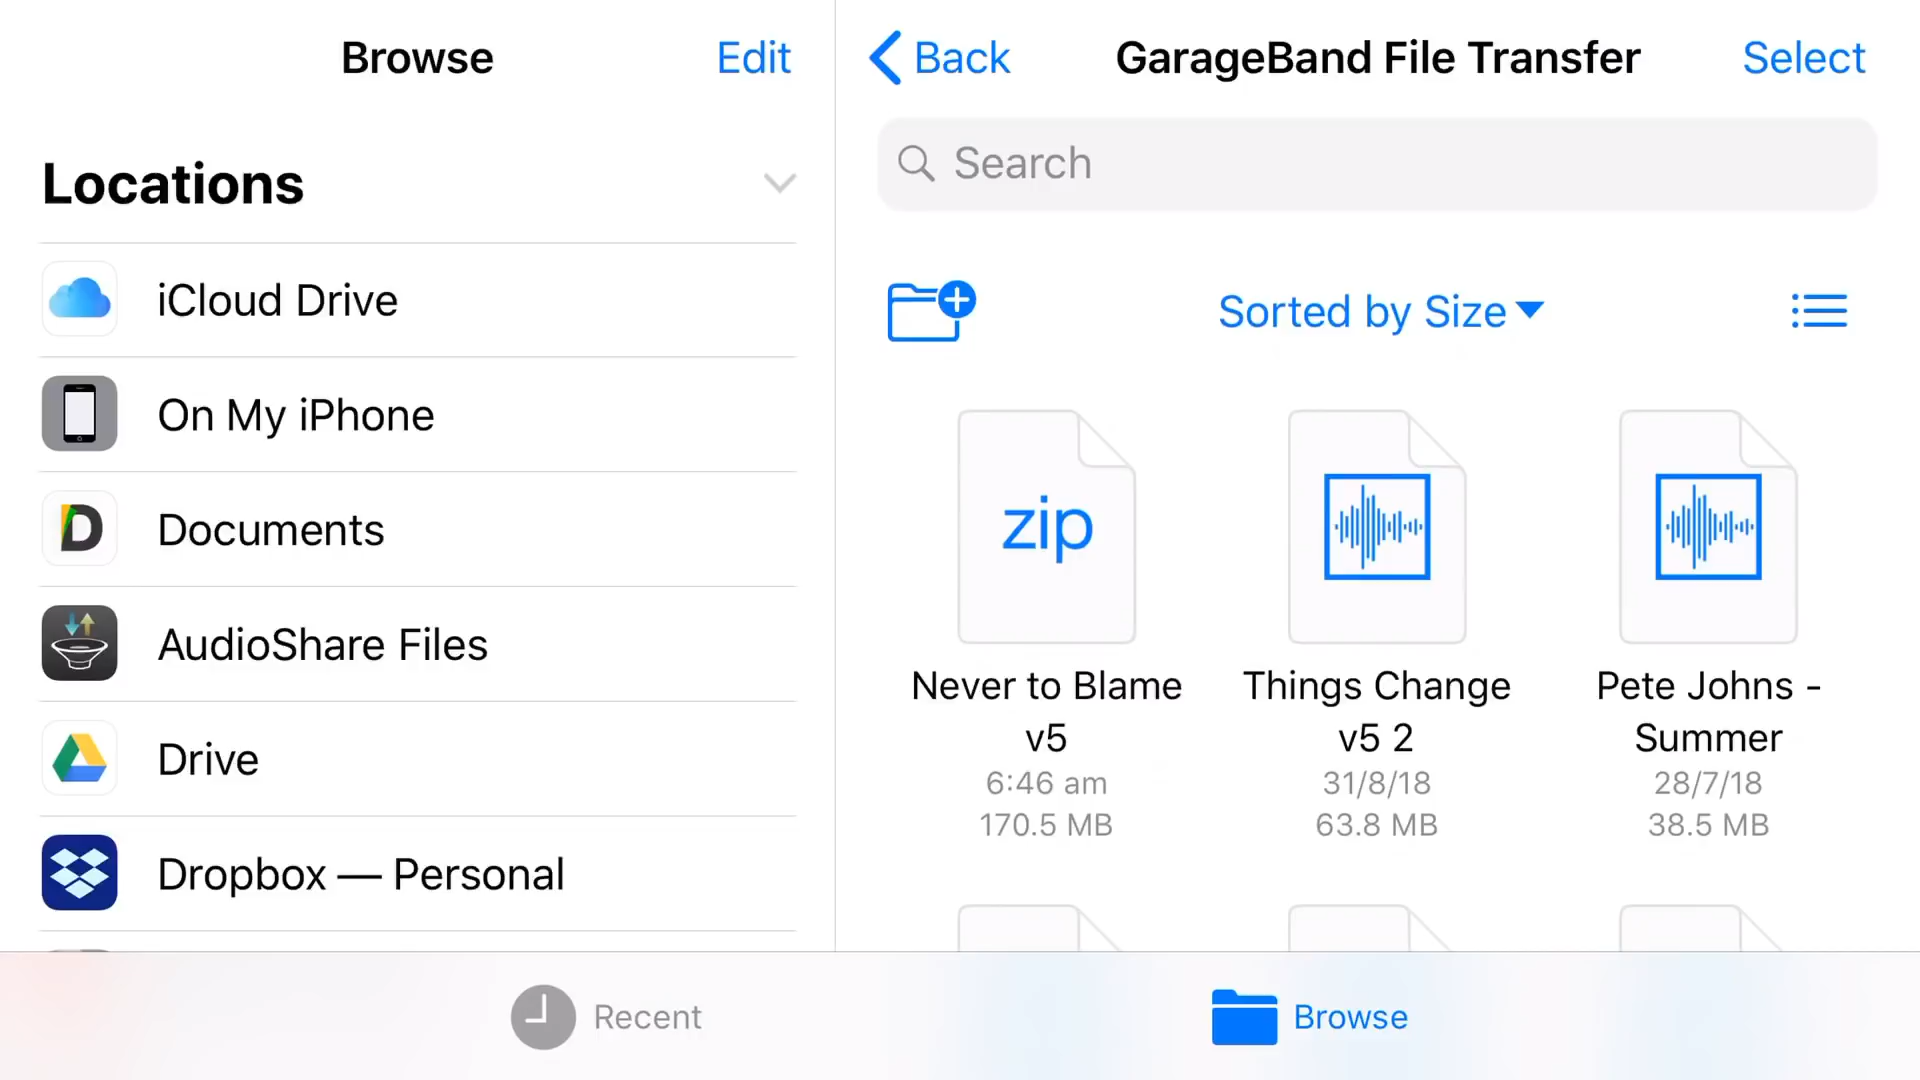 Browse
Edit
Locations
iCloud Drive
On My iPhone
D
Documents
AudioShare Files
Drive
Dropbox — Personal
Back
GarageBand File Transfer
Select
Search
Sorted by Size
zip
Never to Blame
v5
6:46 am
170.5 MB
Things Change
v5 2
31/8/18
63.8 MB
Pete Johns -
Summer
28/7/18
38.5 MB
Recent
Browse